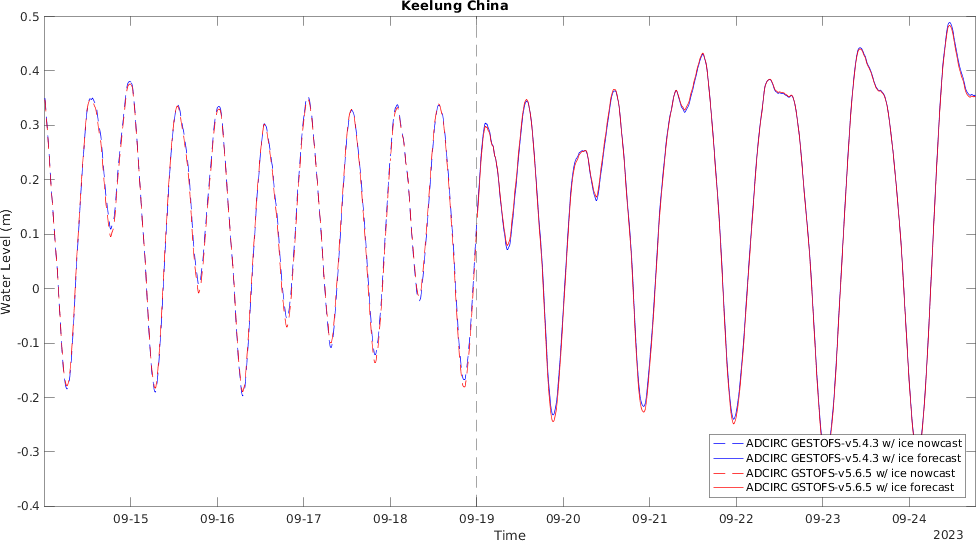 Keelung China
0.5
0.4
0.3
0.2
0.1
0
-0.1
-0.2
-0.3
-0.4
Water Level (m)
ADCIRC GESTOFS-v5.4.3 w/ ice nowcast
ADCIRC GESTOFS-v5.4.3 w/ ice forecast
ADCIRC GSTOFS-v5.6.5 w/ ice nowcast
ADCIRC GSTOFS-v5.6.5 w/ ice forecast
09-15 09-16 09-17 09-18 09-19 09-20 09-21 09-22 09-23 09-24
Time
2023